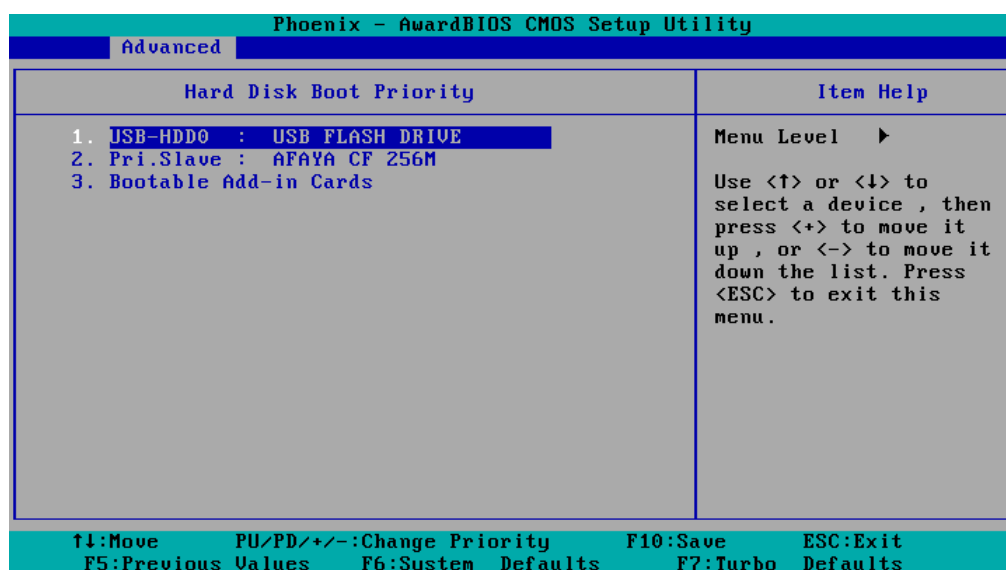 Phoenix - AwardBIOS CMOS Setup Utility
Advanced
Hard Disk Boot Priority
1. USB-HDD0 : USB FLASH DRIVE
2. Pri.Slave : AFAYA CF 256M
3. Bootable Add-in Cards
Item Help
Menu Level ▶
Use <↑> or <↓> to
select a device , then
press <+> to move it
up , or <-> to move it
down the list. Press
<ESC> to exit this
menu.
↑↓:Move PU/PD/+/-:Change Priority F10:Save ESC:Exit
F5:Previous Values F6:System Defaults F7:Turbo Defaults